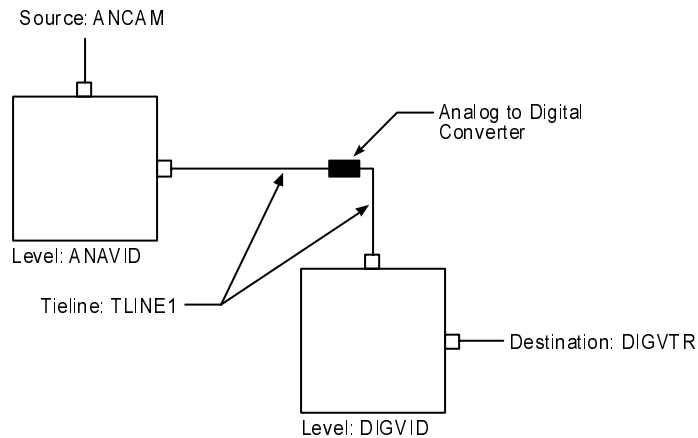 Source: ANCAM
Analog to Digital
Converter
Level: ANAVID
Tieline: TLINE1
Destination: DIGVTR
Level: DIGVID